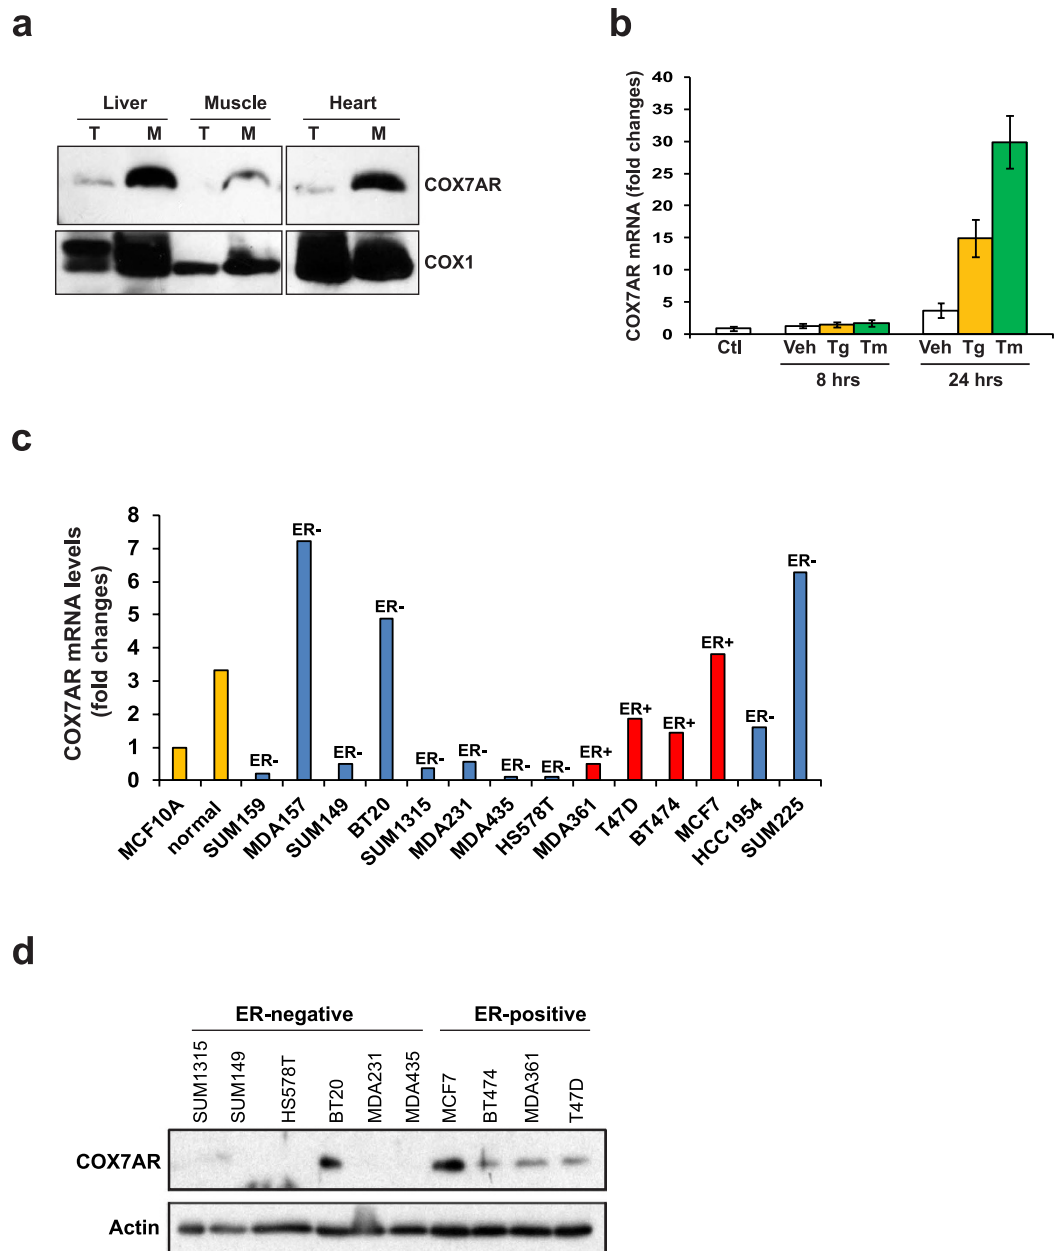 a
Liver Muscle Heart
T M T M T M
COX7AR
COX1
b
COX7AR mRNA (fold changes)
40
35
30
25
20
15
10
5
0
Ctl Veh Tg Tm Veh Tg Tm
8 hrs 24 hrs
c
COX7AR mRNA levels
(fold changes)
8
7
6
5
4
3
2
1
0
ER- ER- ER- ER- ER- ER- ER- ER- ER+ ER+ ER+ ER+ ER- ER-
MCF10A
normal
SUM159
MDA157
SUM149
BT20
SUM1315
MDA231
MDA435
HS578T
MDA361
T47D
BT474
MCF7
HCC1954
SUM225
d
ER-negative ER-positive
SUM1315
SUM149
HS578T
BT20
MDA231
MDA435
MCF7
BT474
MDA361
T47D
COX7AR
Actin